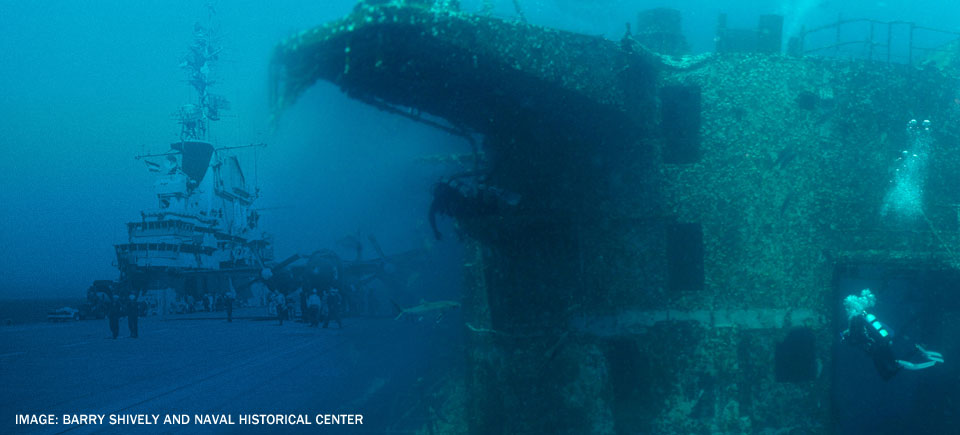 IMAGE: BARRY SHIVELY AND NAVAL HISTORICAL CENTER